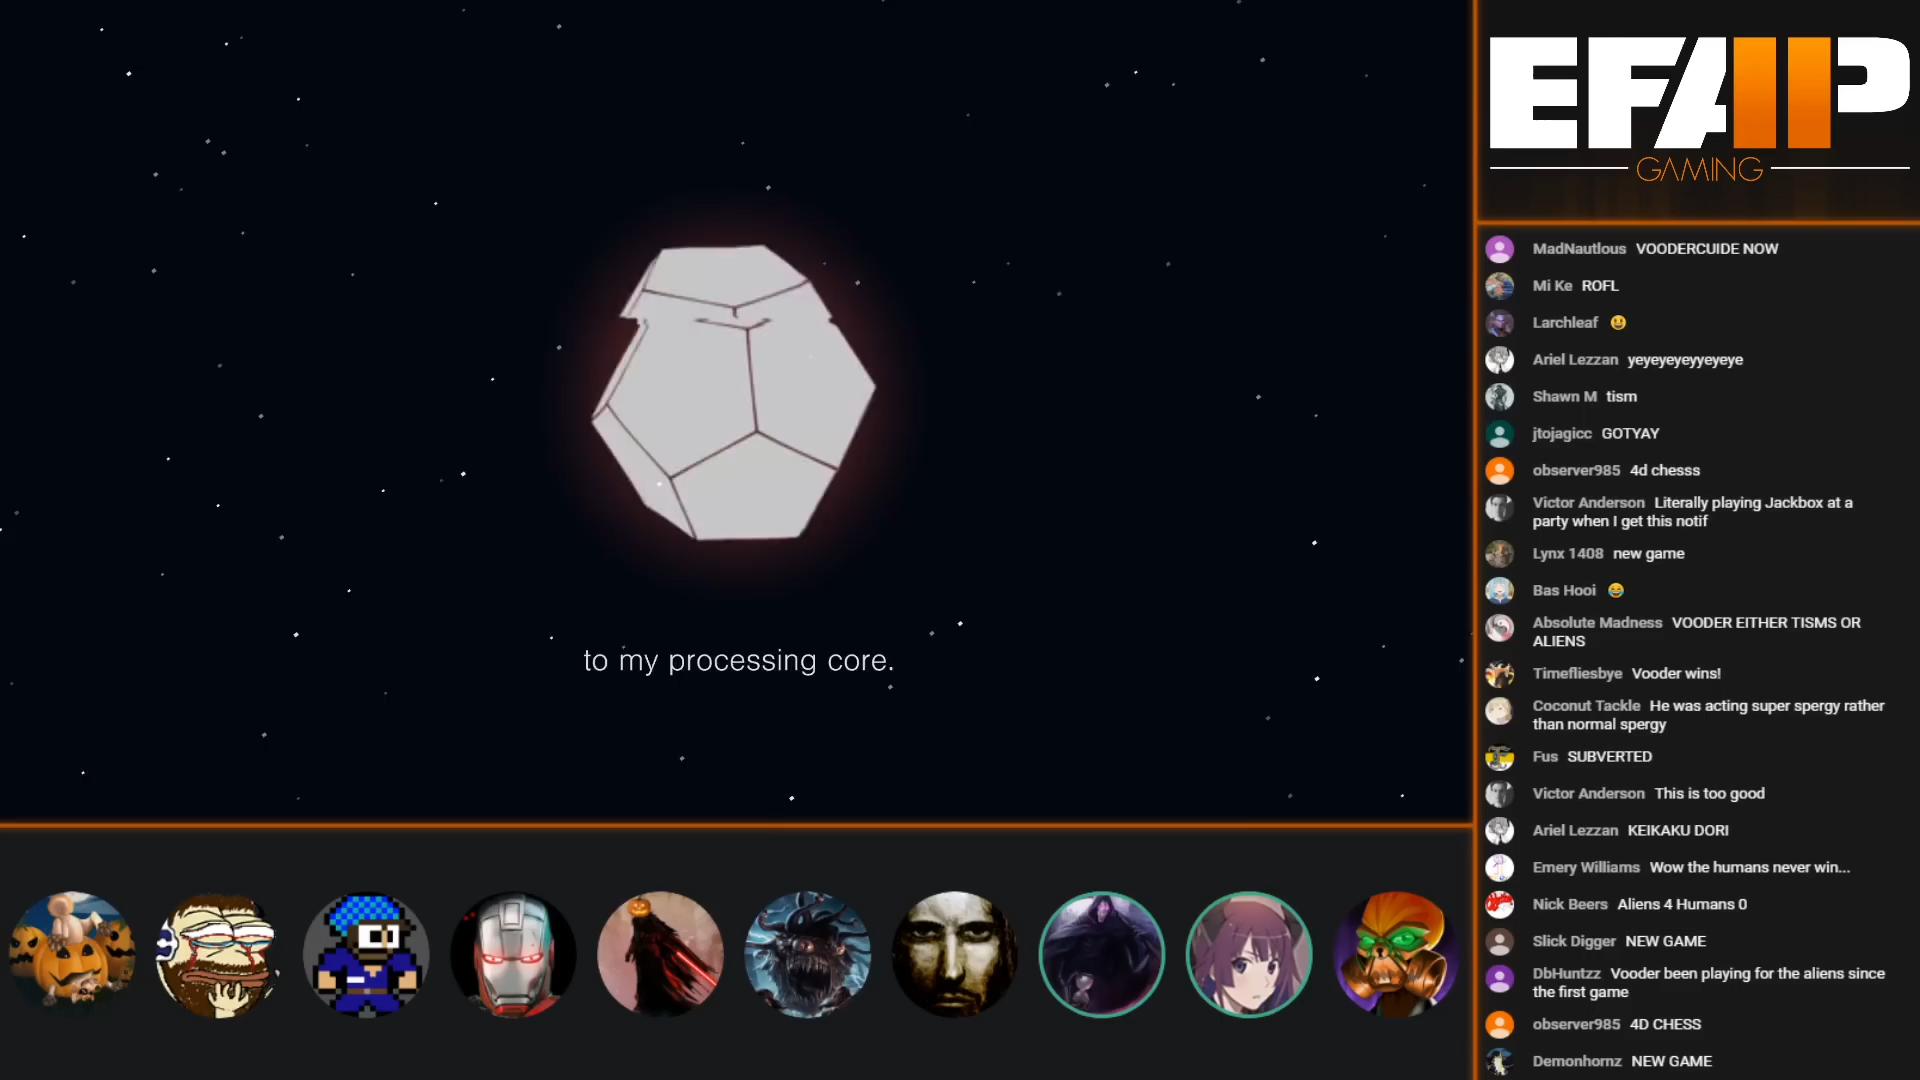 to my processing core.
EFAP
GAMING
MadNautlous VOODERCUIDE NOW
Mi Ke ROFL
Larchleaf
Ariel Lezzan yeyeyeyeyyeyeye
Shawn M tism
jtojagicc GOTYAY
observer985 4d chesss
Victor Anderson Literally playing Jackbox at a
party when I get this notif
Lynx 1408 new game
Bas Hooi
Absolute Madness VOODER EITHER TISMS OR
ALIENS
Timefliesbye Vooder wins!
Coconut Tackle He was acting super spergy rather
than normal spergy
Fus SUBVERTED
Victor Anderson This is too good
Ariel Lezzan KEIKAKU DORI
Emery Williams Wow the humans never win...
Nick Beers Aliens 4 Humans 0
Slick Digger NEW GAME
DbHuntzz Vooder been playing for the aliens since
the first game
observer985 4D CHESS
Demonhornz NEW GAME